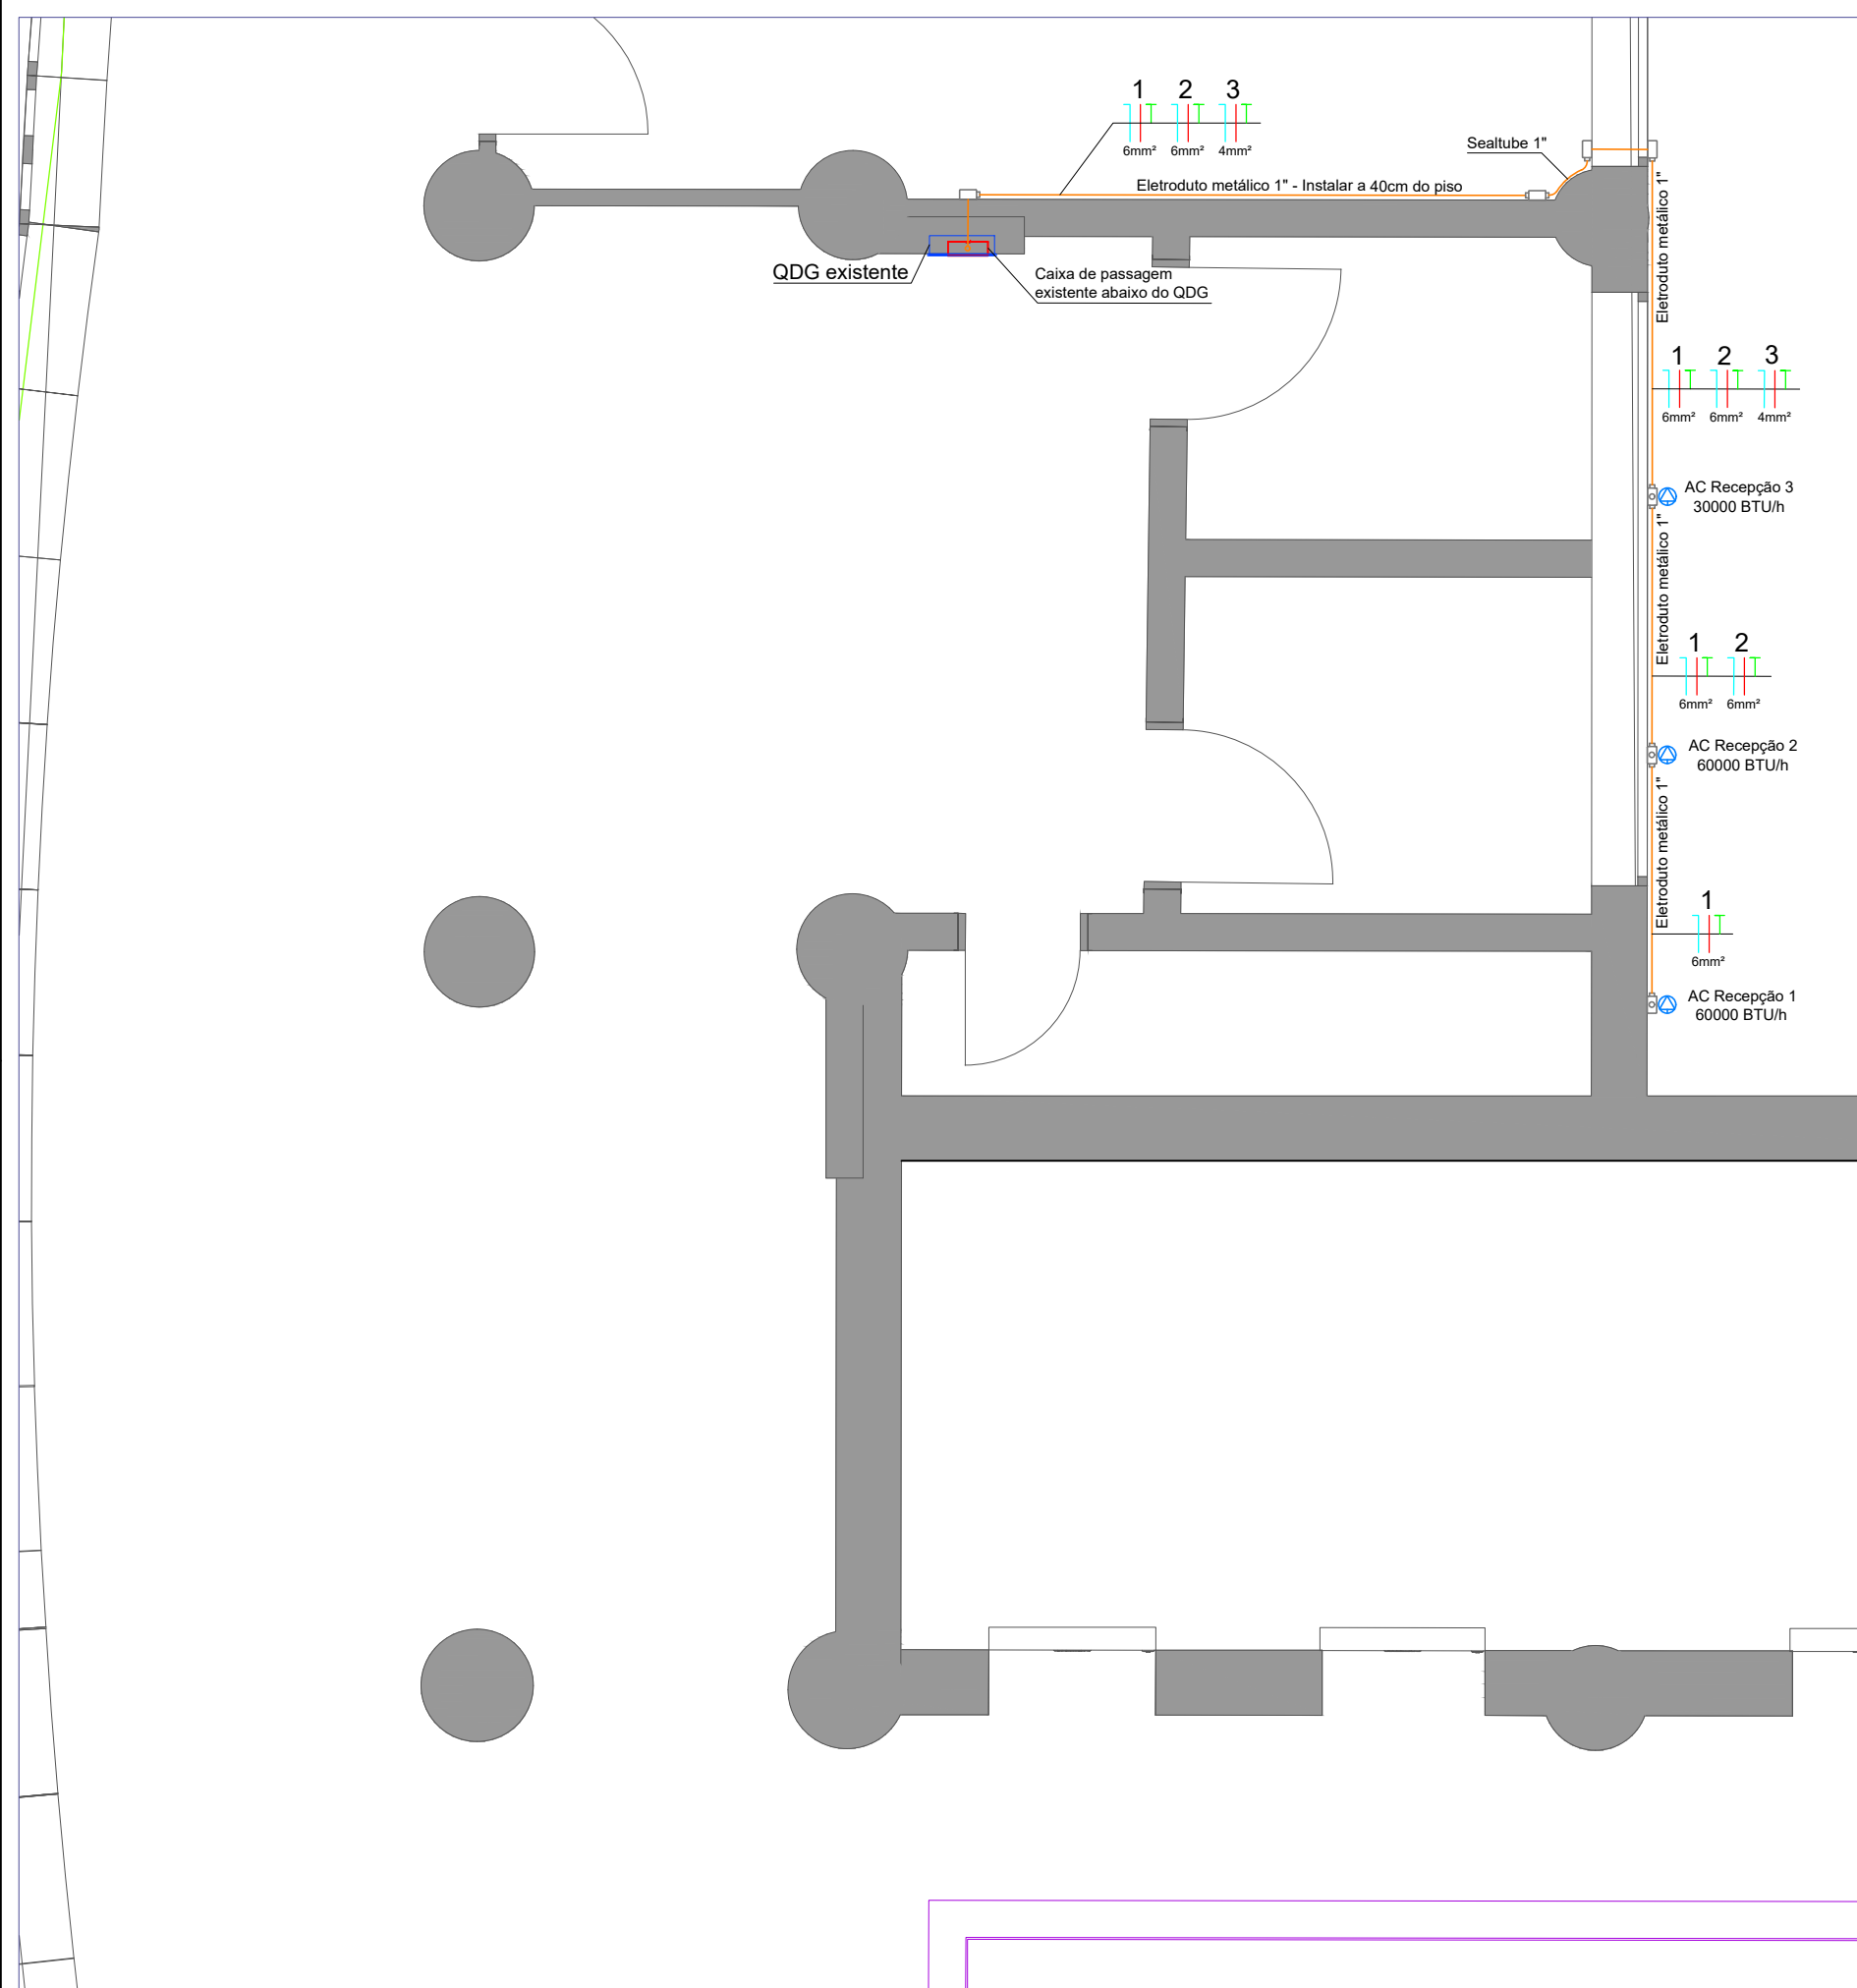 1 2 3
6mm² 6mm² 4mm²
Sealtube 1"
Eletroduto metálico 1" - Instalar a 40cm do piso
QDG existente
Caixa de passagem
existente abaixo do QDG
Eletroduto metálico 1"
1 2 3
6mm² 6mm² 4mm²
AC Recepção 3
30000 BTU/h
Eletroduto metálico 1"
1 2
6mm² 6mm²
AC Recepção 2
60000 BTU/h
Eletroduto metálico 1"
1
6mm²
AC Recepção 1
60000 BTU/h